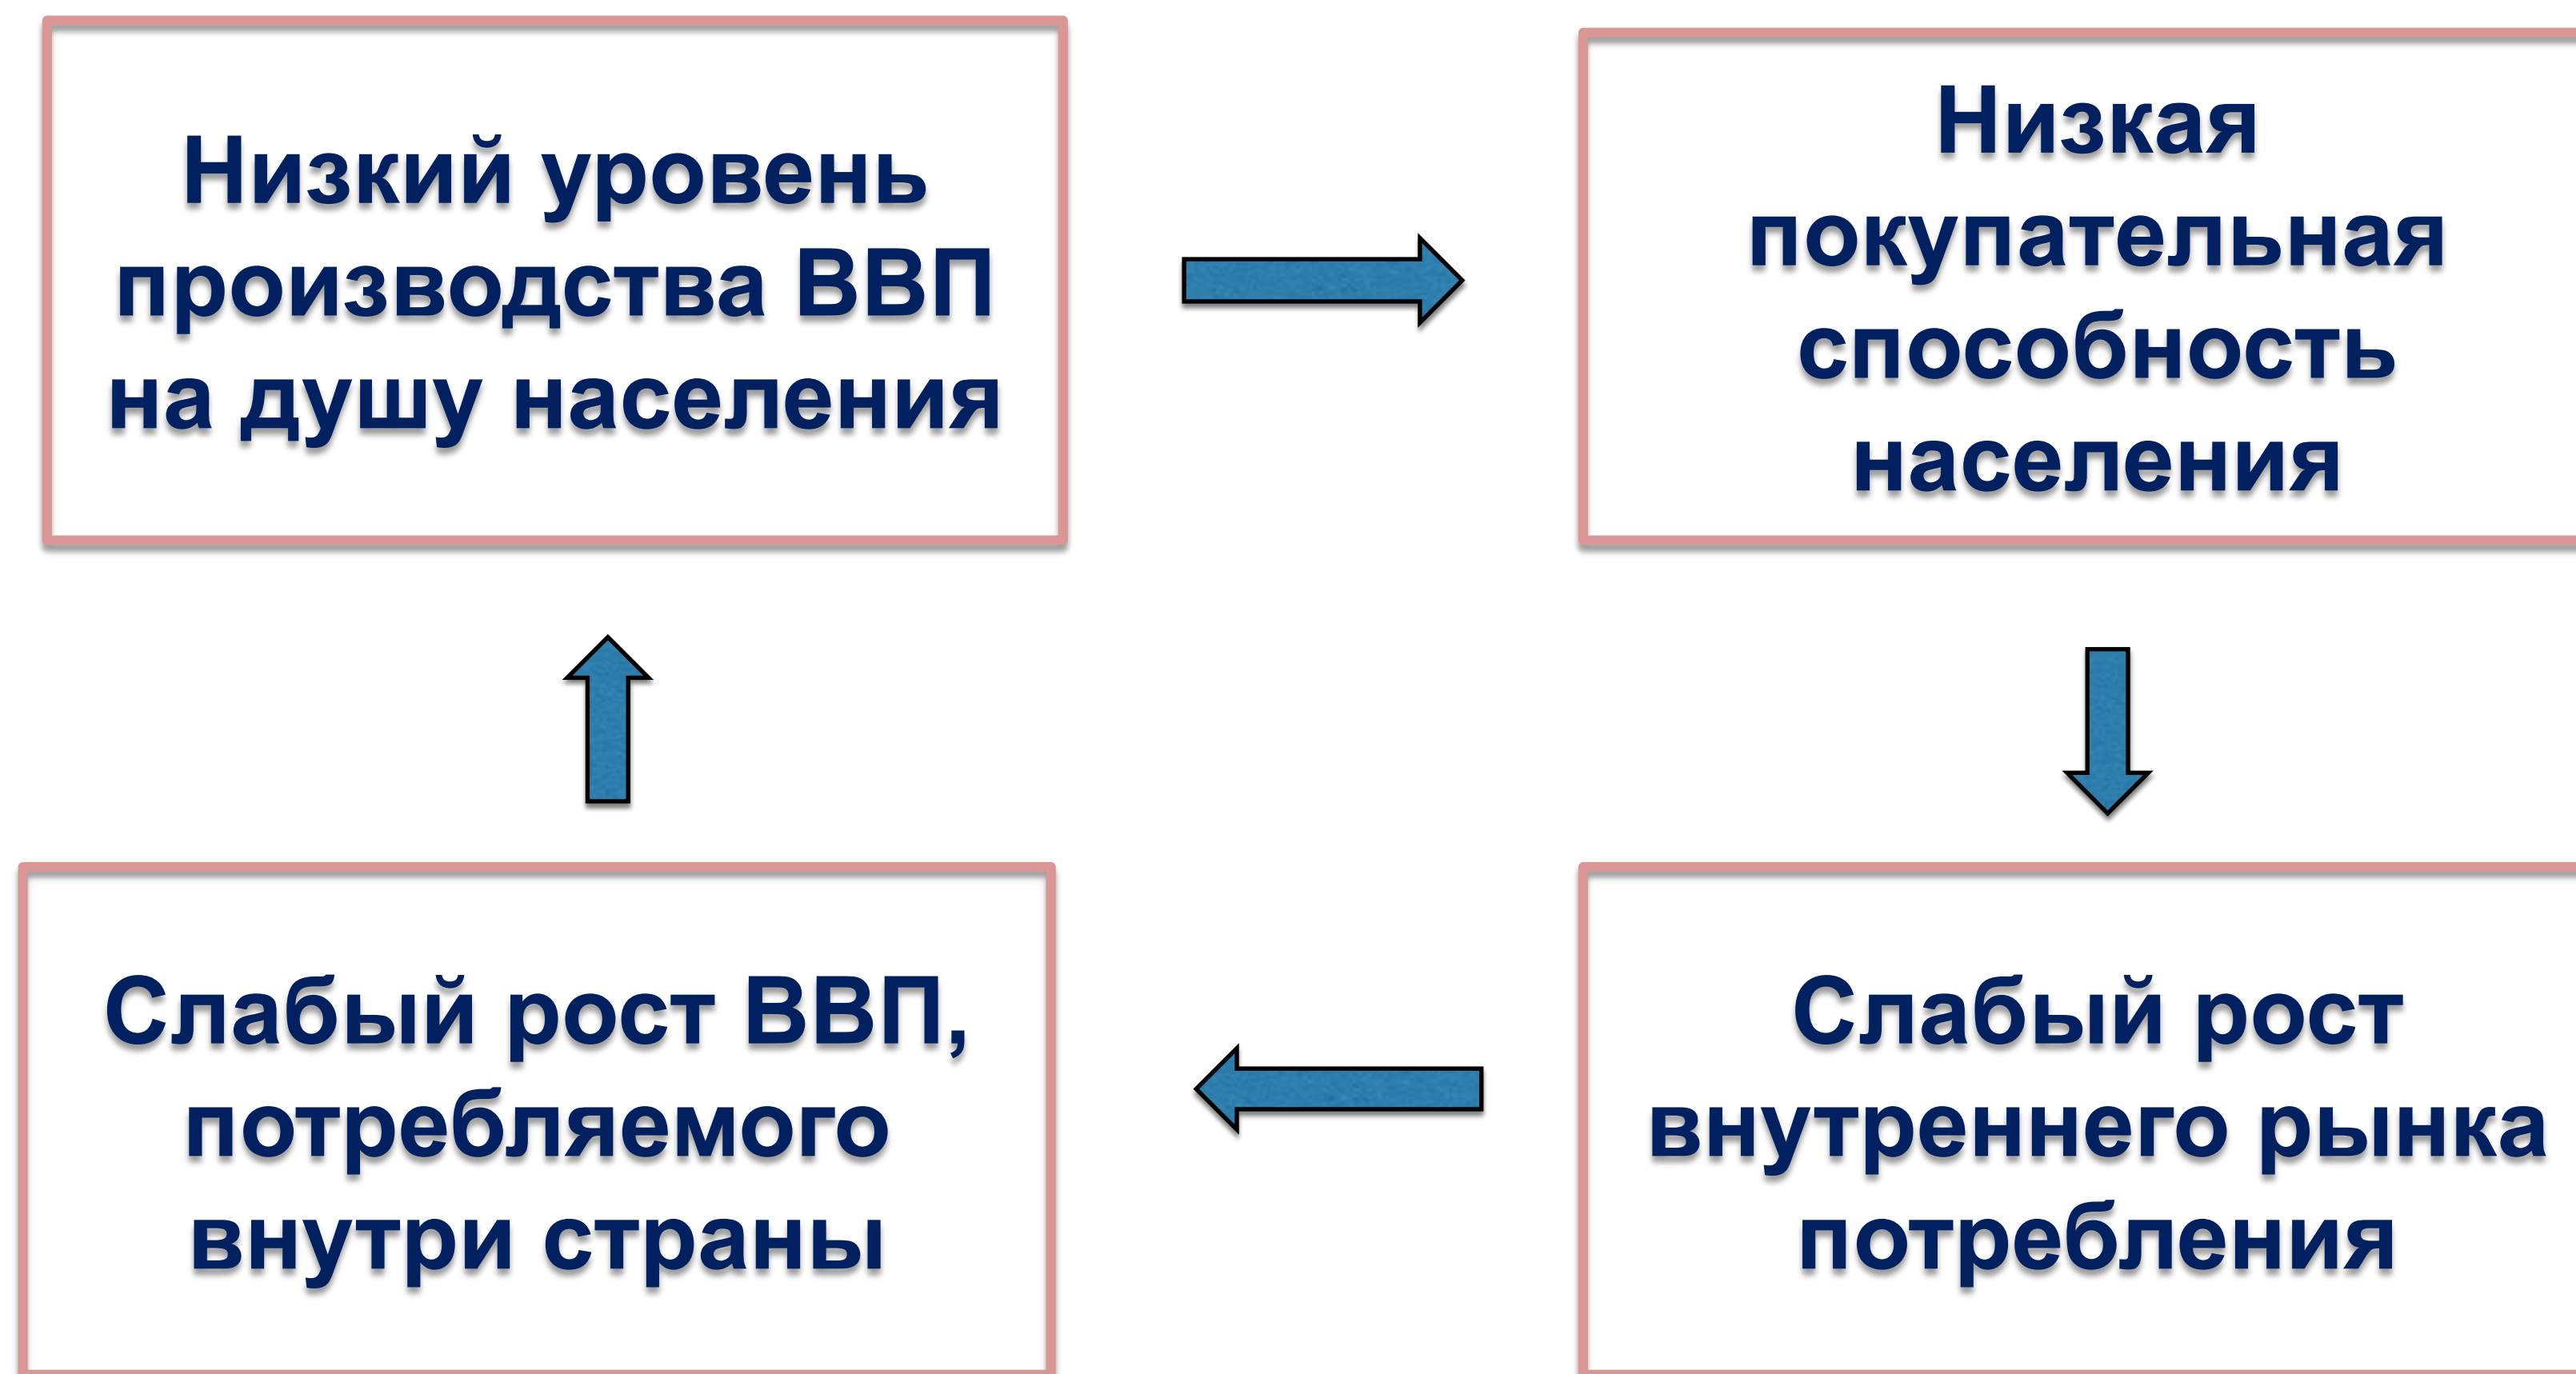 Низкий уровень
производства ВВП
на душу населения
Низкая
покупательная
способность
населения
Слабый рост ВВП,
потребляемого
внутри страны
Слабый рост
внутреннего рынка
потребления